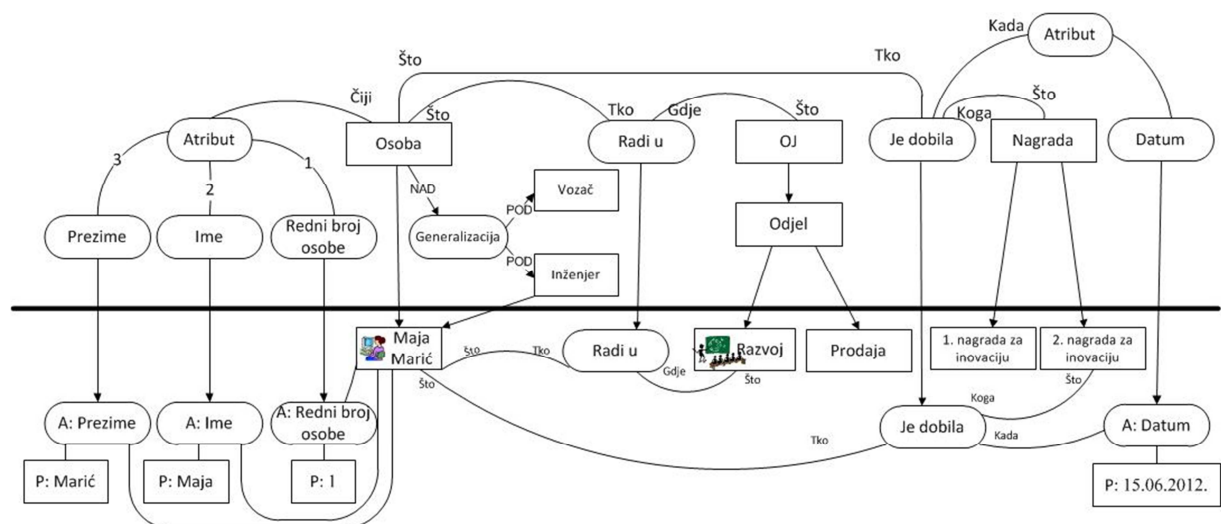 Kada
Atribut
Što
Tko
Čiji
Što
Tko
Gdje
Što
Koga
Što
Atribut
Osoba
Radi u
OJ
Je dobila
Nagrada
Datum
3
2
1
NAD
POD
Vozač
Prezime
Ime
Redni broj
osobe
Generalizacija
Odjel
POD
Inženjer
Maja
Marić
Što
Tko
Radi u
Razvoj
Prodaja
1. nagrada za
inovaciju
2. nagrada za
inovaciju
Što
Gdje
Što
Što
Koga
A: Prezime
A: Ime
A: Redni broj
osobe
Tko
Je dobila
Kada
A: Datum
P: Marić
P: Maja
P: 1
P: 15.06.2012.